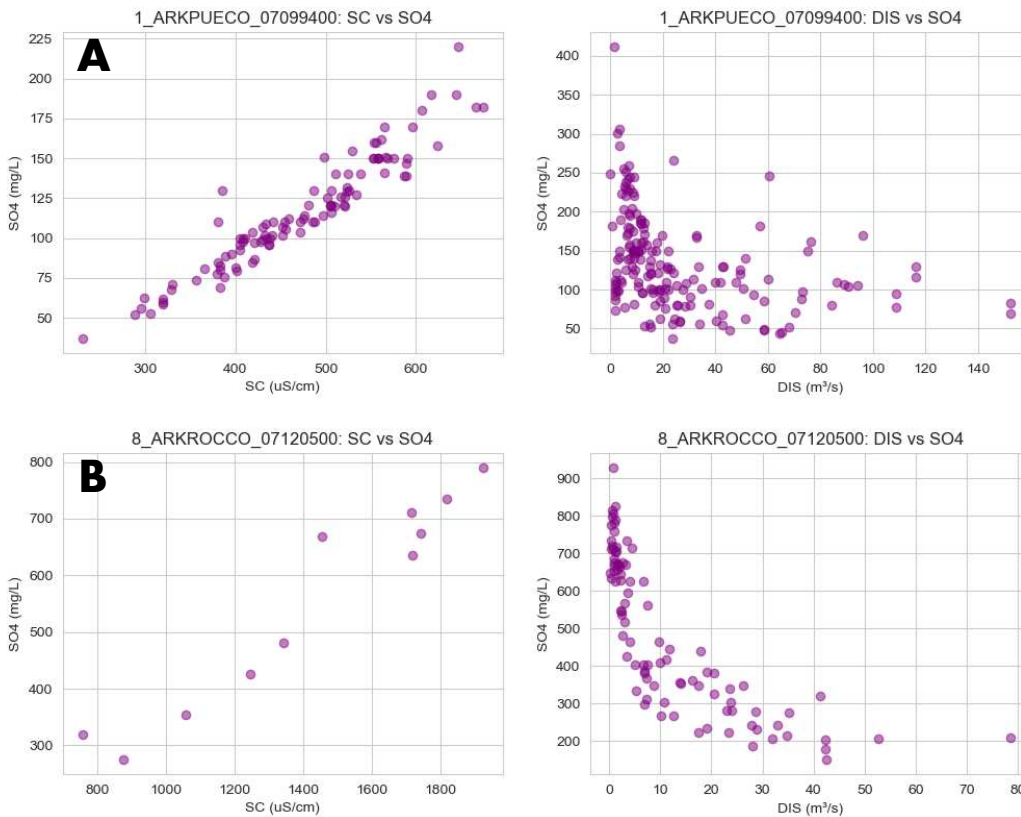 1_ARKPUECO_07099400: SC vs SO4
A
SO4 (mg/L)
225
200
175
150
125
100
75
50
300 400 500 600
SC (uS/cm)
1_ARKPUECO_07099400: DIS vs SO4
SO4 (mg/L)
400
350
300
250
200
150
100
50
0 20 40 60 80 100 120 140
DIS (m³/s)
8_ARKROCCO_07120500: SC vs SO4
B
SO4 (mg/L)
800
700
600
500
400
300
800 1000 1200 1400 1600 1800
SC (uS/cm)
8_ARKROCCO_07120500: DIS vs SO4
SO4 (mg/L)
900
800
700
600
500
400
300
200
0 10 20 30 40 50 60 70 80
DIS (m³/s)